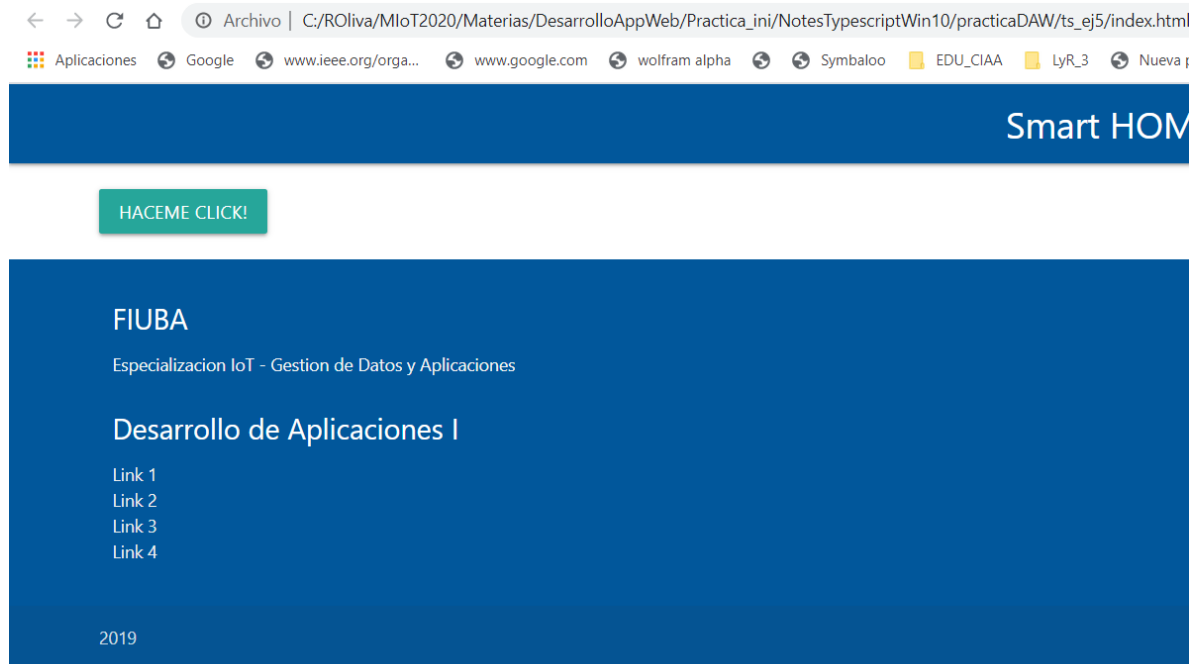 Archivo | C:/ROliva/MIoT2020/Materias/DesarrolloAppWeb/Practica_ini/NotesTypescriptWin10/practicaDAW/ts_ej5/index.html
Aplicaciones Google www.ieee.org/orga... www.google.com wolfram alpha Symbaloo EDU_CIAA LyR_3 Nueva
Smart HOM
HACEME CLICK!
FIUBA
Especializacion IoT - Gestion de Datos y Aplicaciones
Desarrollo de Aplicaciones I
Link 1
Link 2
Link 3
Link 4
2019